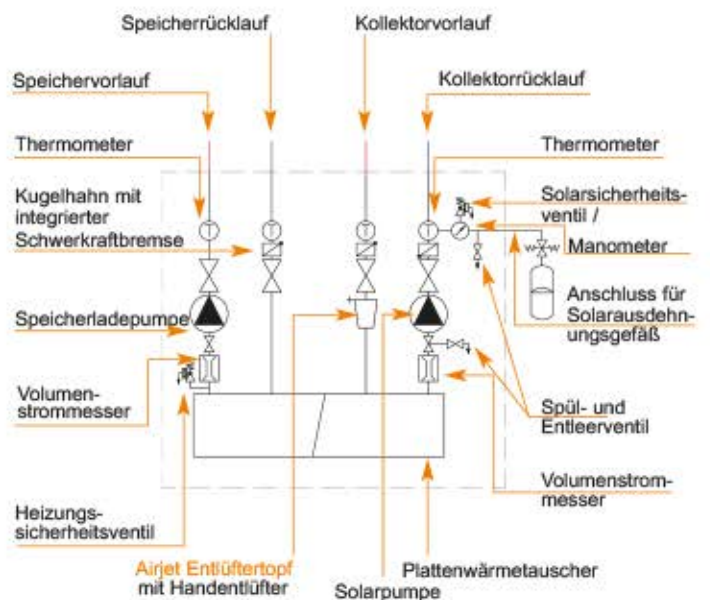 Speicherrücklauf
Kollektorvorlauf
Speichervorlauf
Kollektorrücklauf
Thermometer
Thermometer
Kugelhahn mit
integrierter
Schwerkraftbremse
Solarsicherheits-
ventil /
Manometer
T
T
T
T
Speicherladepumpe
Anschluss für
Solarausdehn-
nungsgefäß
Volumen-
strommesser
Spül- und
Entleerventil
Volumenstrom-
messer
Heizungs-
sicherheitsventil
Airjet Entlüftertopf
mit Handentlüfter
Plattenwärmetauscher
Solarpumpe